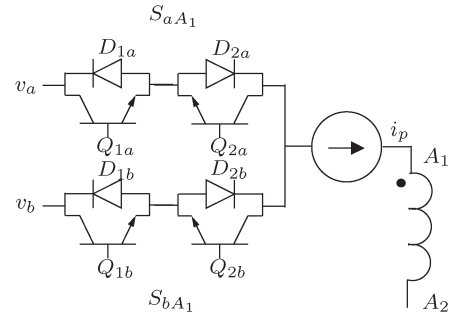 S_{aA_1}
D_{1a} D_{2a}
v_a
Q_{1a} Q_{2a}
i_p
A_1
D_{1b} D_{2b}
v_b
Q_{1b} Q_{2b}
A_2
S_{bA_1}